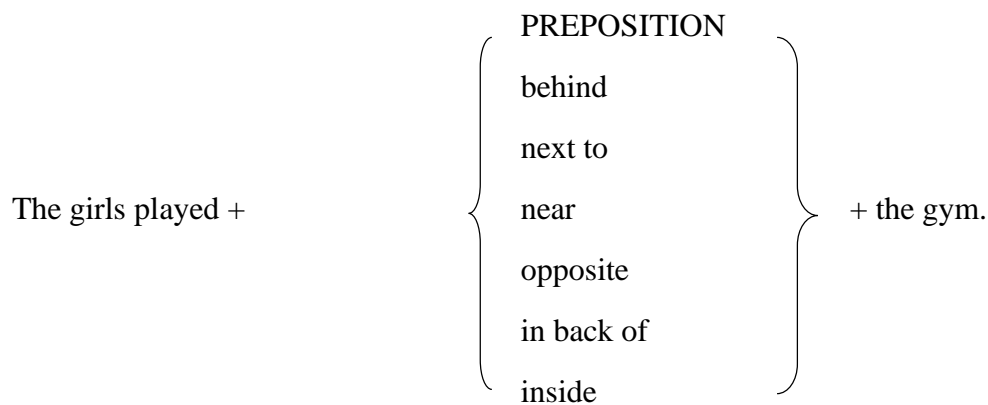 PREPOSITION
behind
next to
The girls played + near + the gym.
opposite
in back of
inside